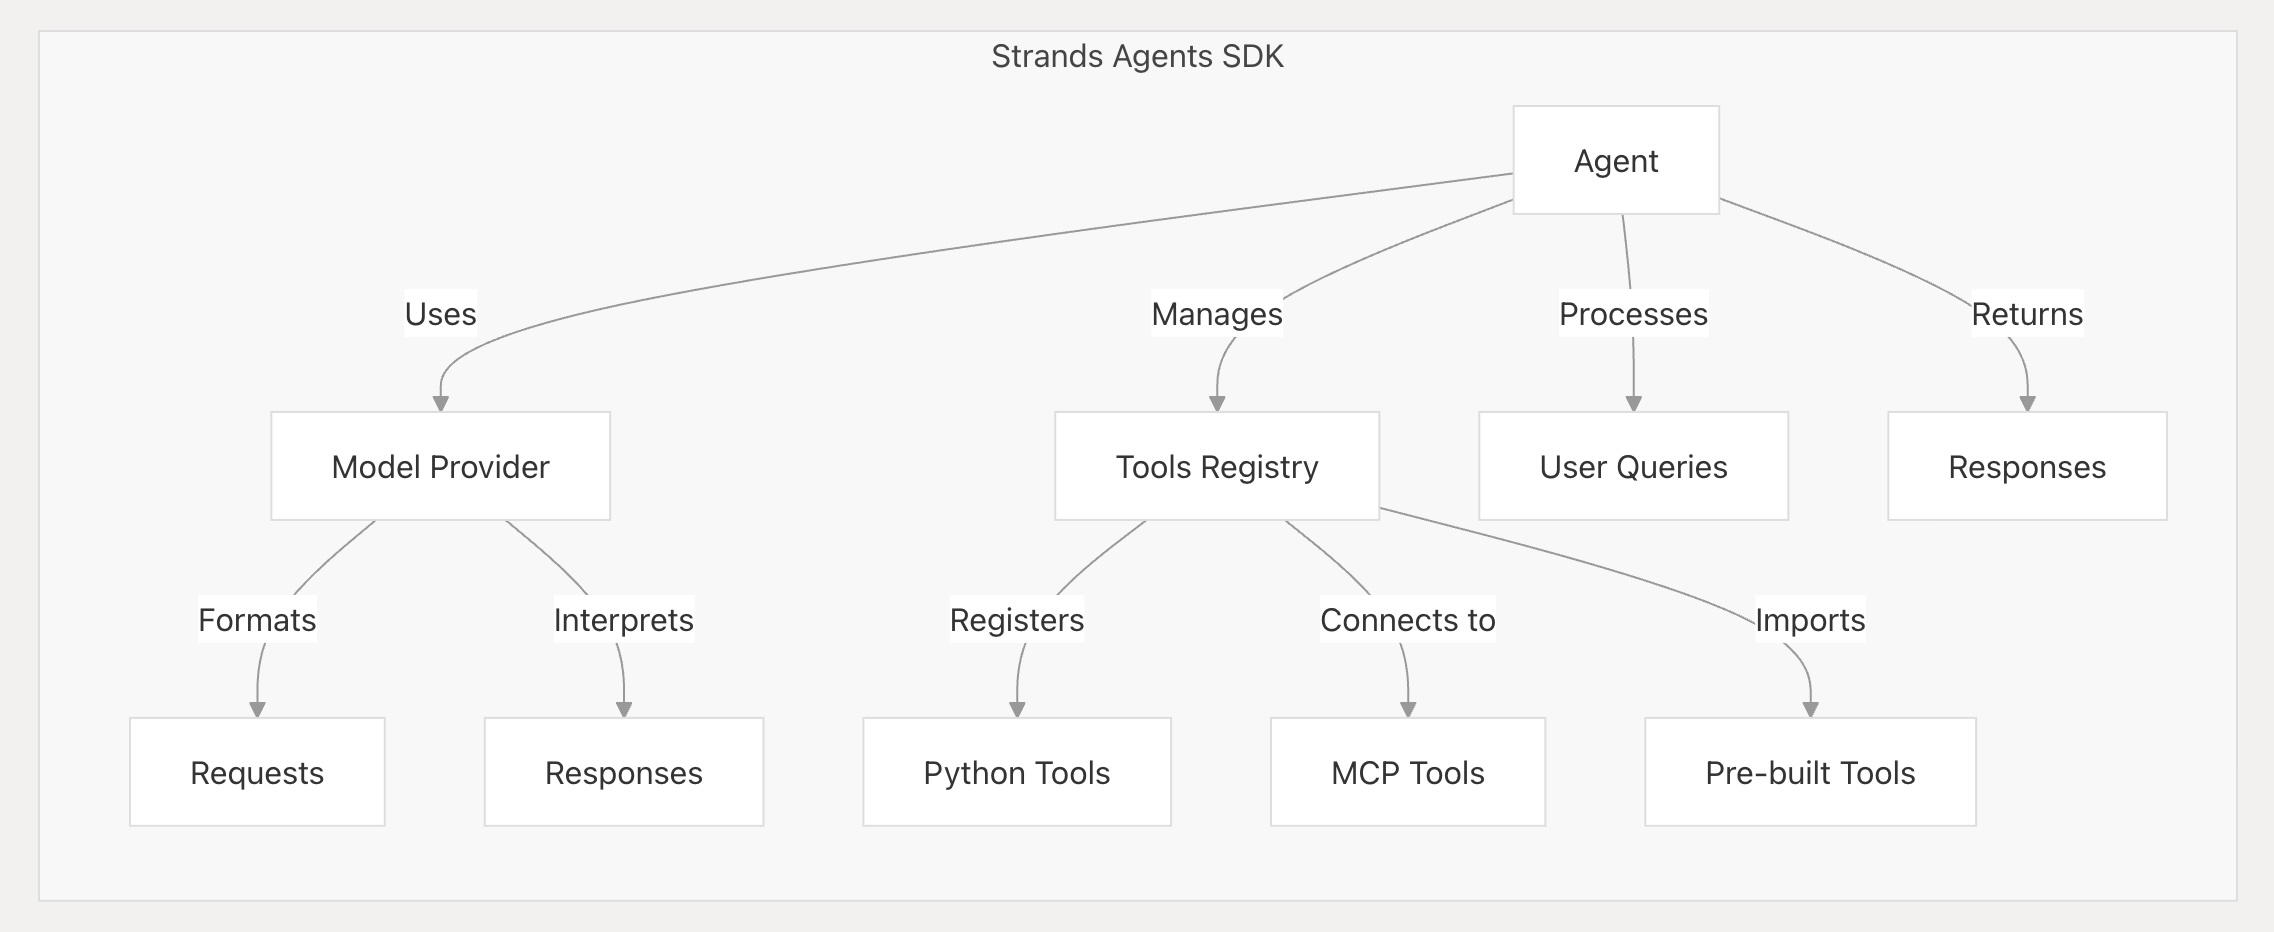 Strands Agents SDK
Agent
Uses
Manages
Processes
Returns
Model Provider
Tools Registry
User Queries
Responses
Formats
Interprets
Registers
Connects to
Imports
Requests
Responses
Python Tools
MCP Tools
Pre-built Tools